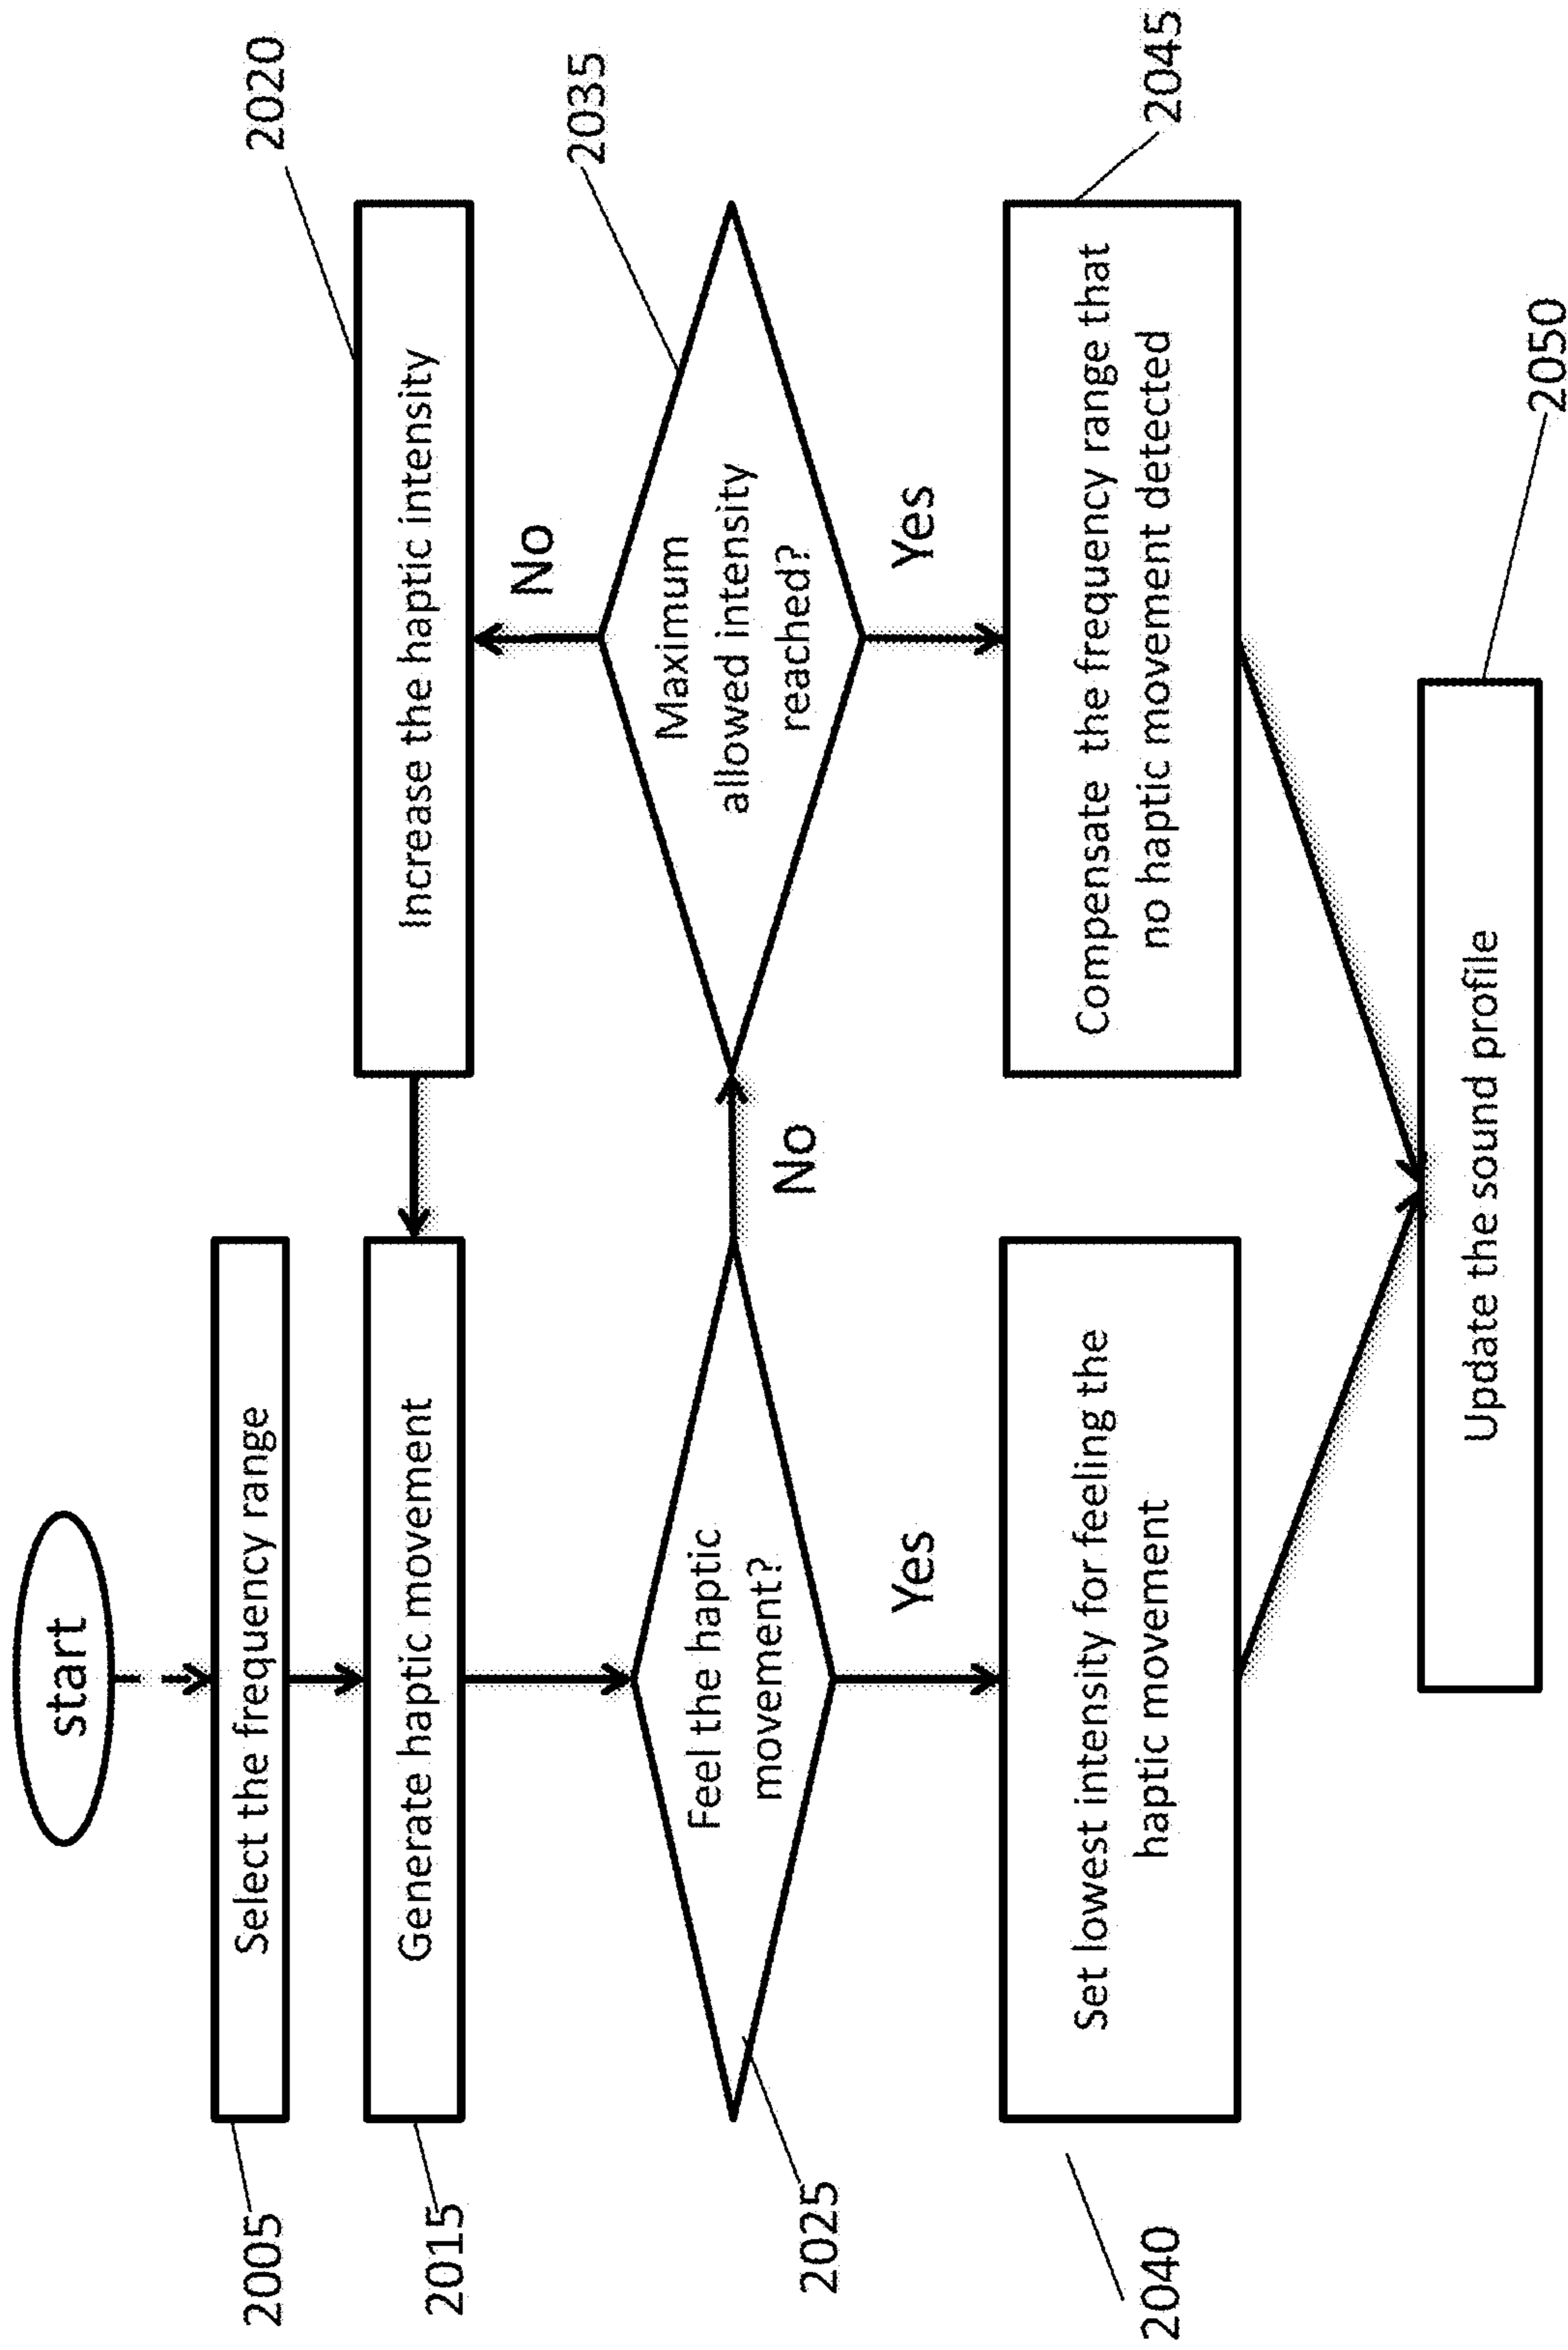 start
2005
Select the frequency range
2015
Generate haptic movement
Increase the haptic intensity
2020
2025
Feel the haptic
movement?
No
Maximum
allowed intensity
reached?
2035
No
Yes
Yes
2040
Set lowest intensity for feeling the
haptic movement
Compensate the frequency range that
no haptic movement detected
2045
Update the sound profile
2050